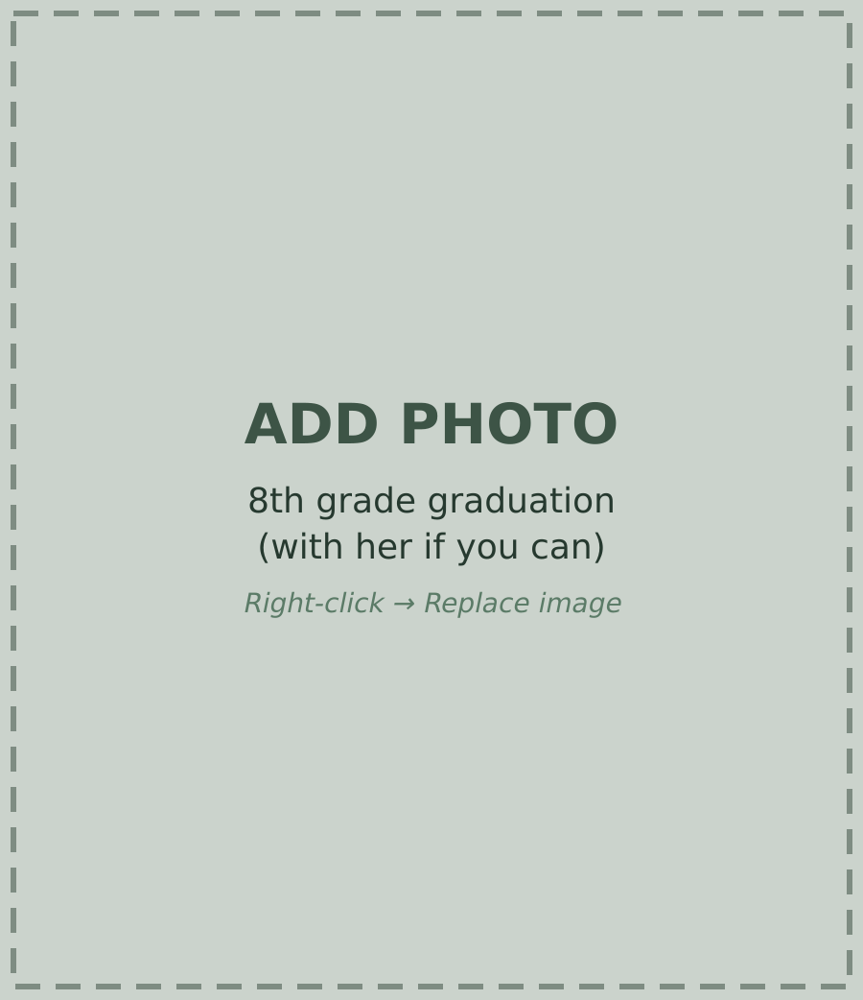 ADD PHOTO
8th grade graduation
(with her if you can)
Right-click → Replace image